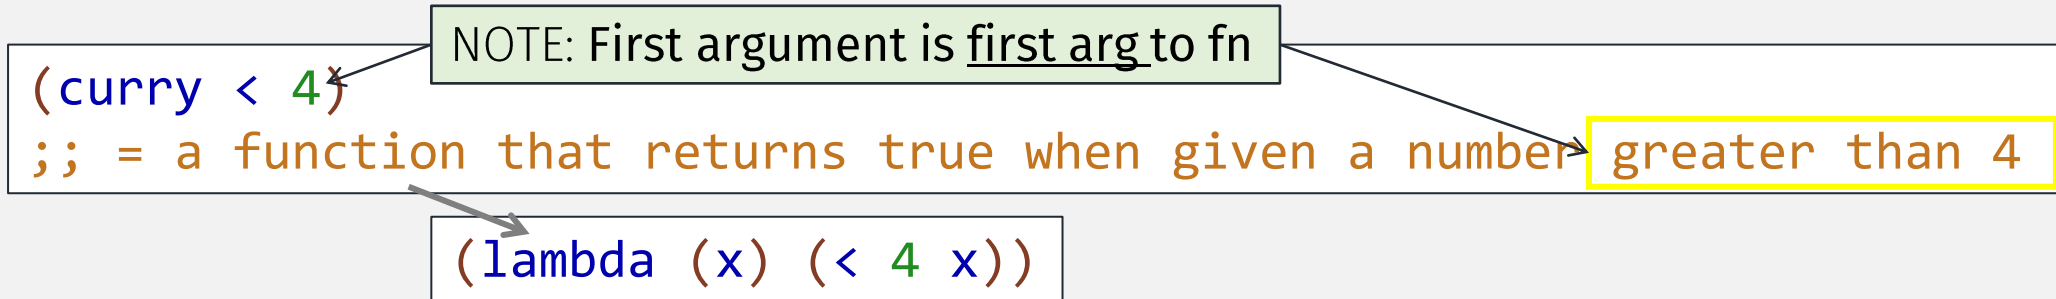 NOTE: First argument is first arg to fn
(curry < 4)
;; = a function that returns true when given a number greater than 4
(lambda (x) (< 4 x))